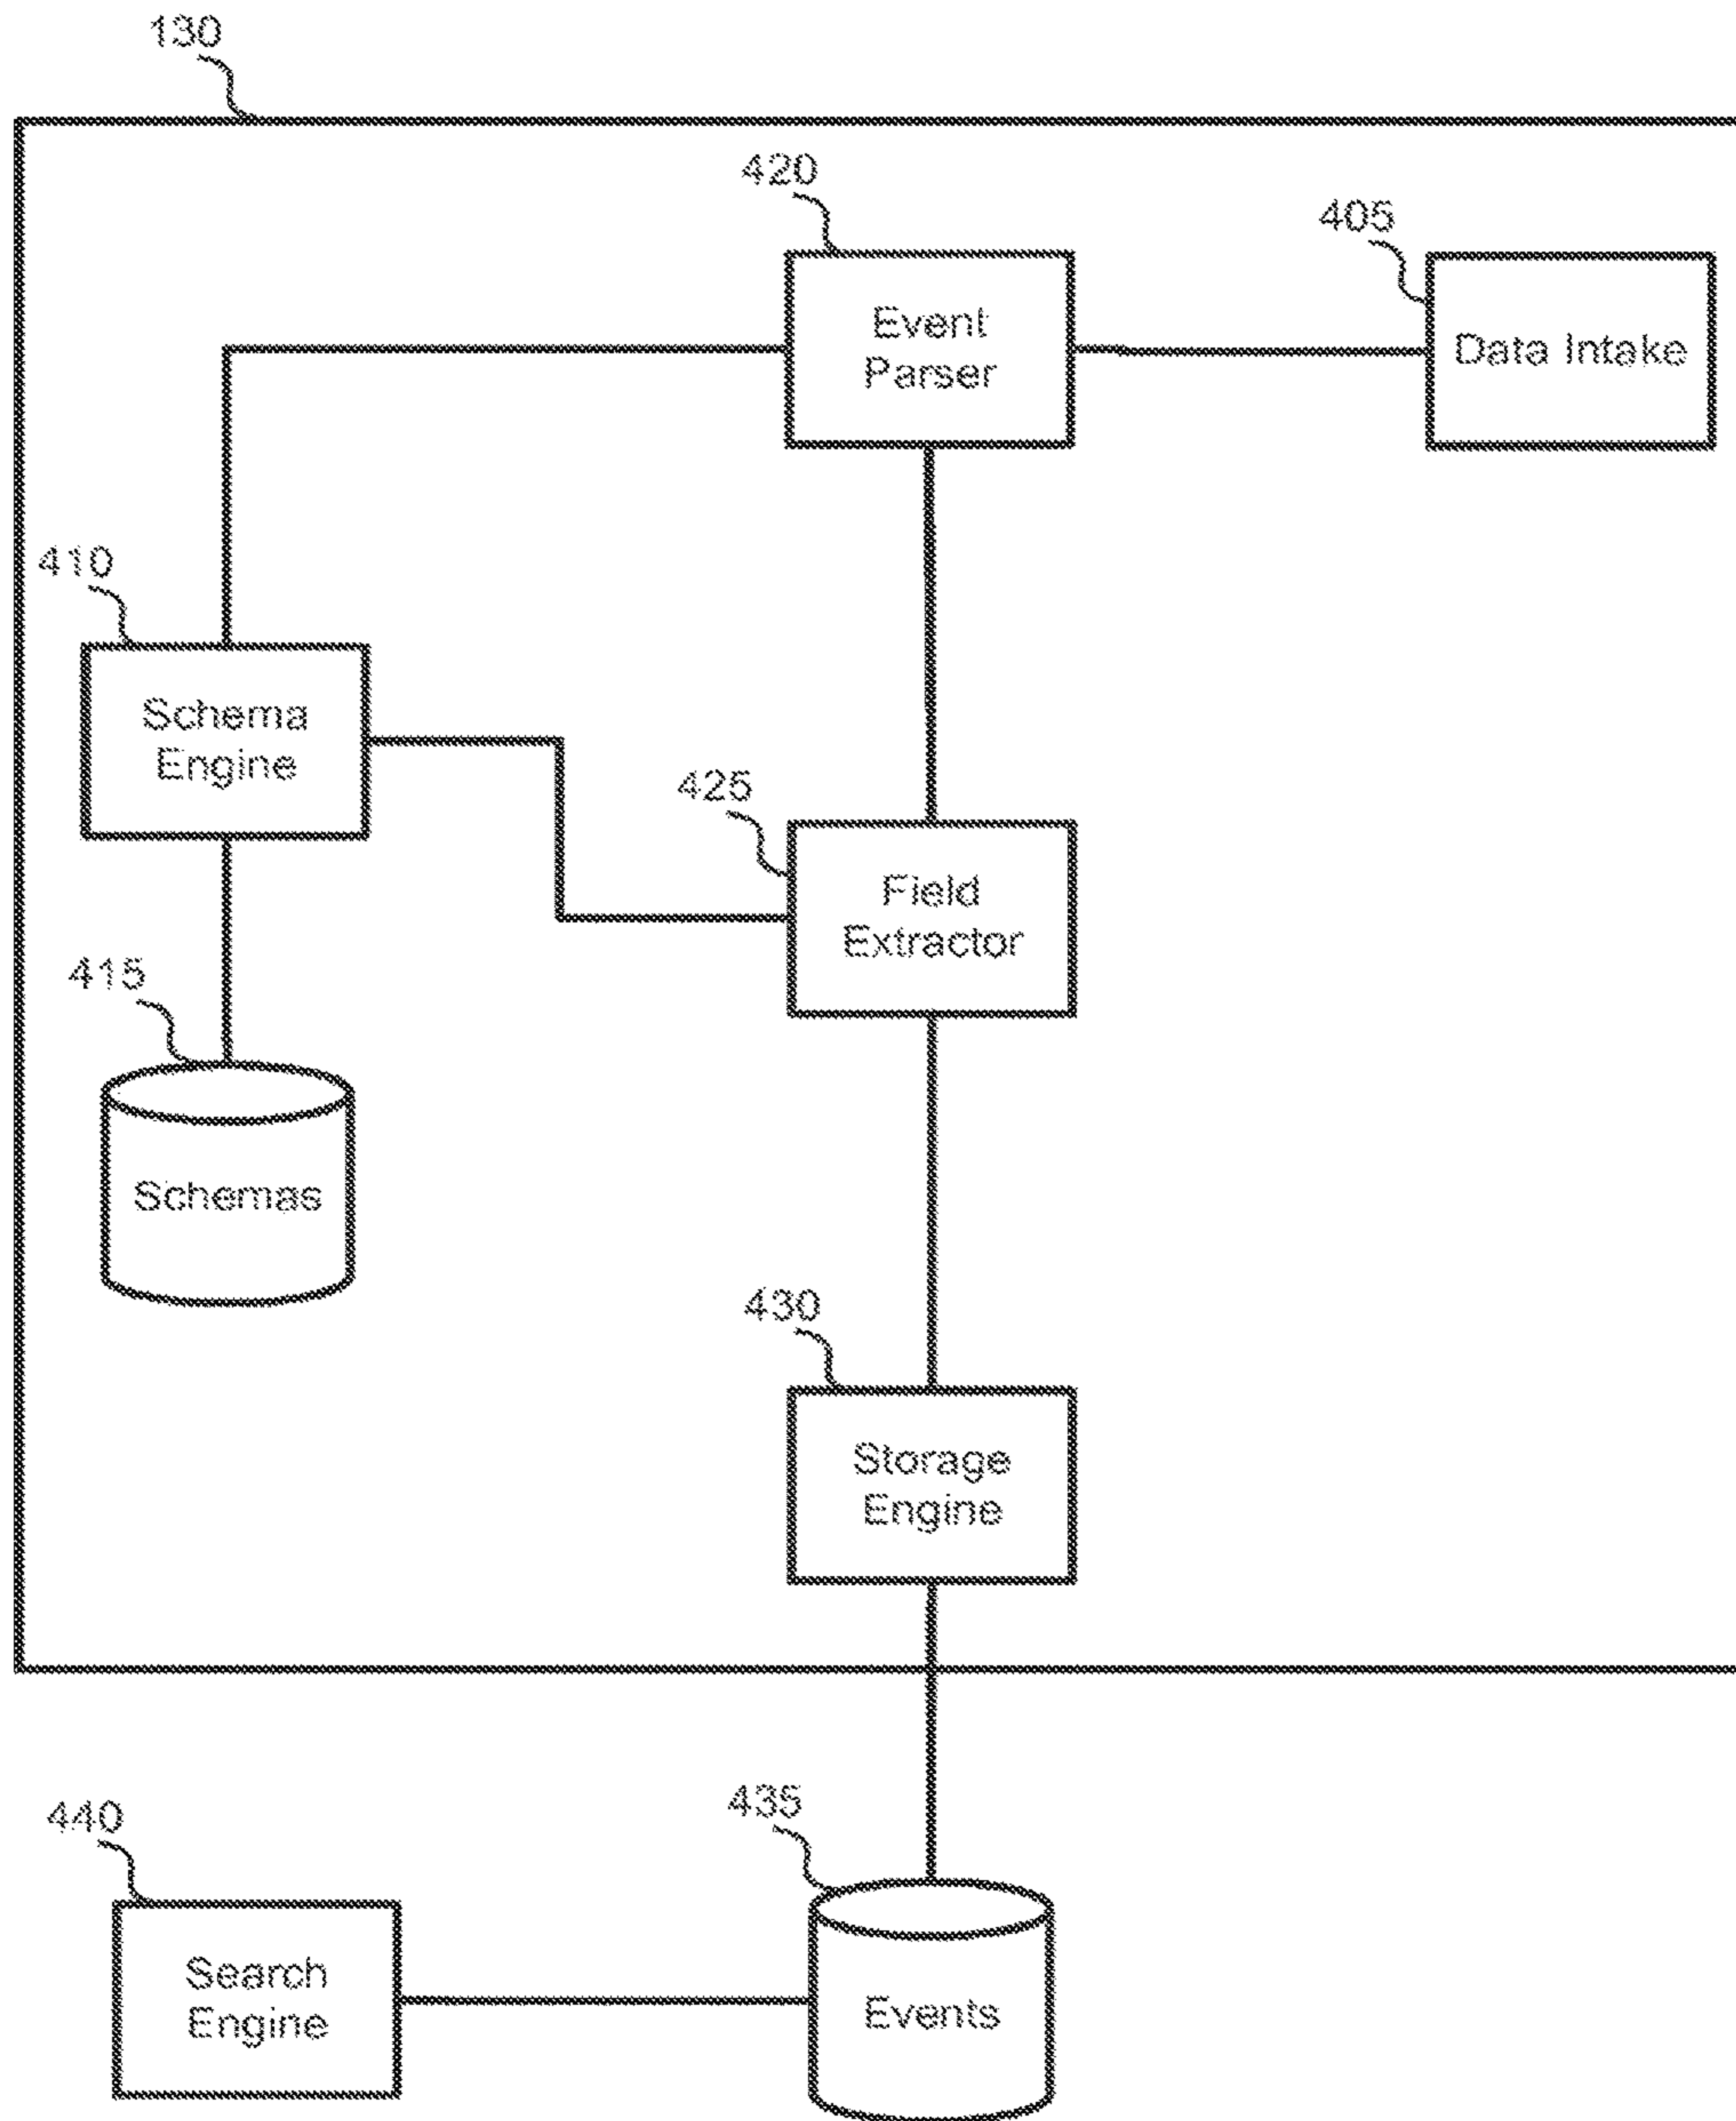 130
420
405
Event
Parser
Data Intake
410
Schema
Engine
425
Field
Extractor
415
Schemas
430
Storage
Engine
440
435
Search
Engine
Events